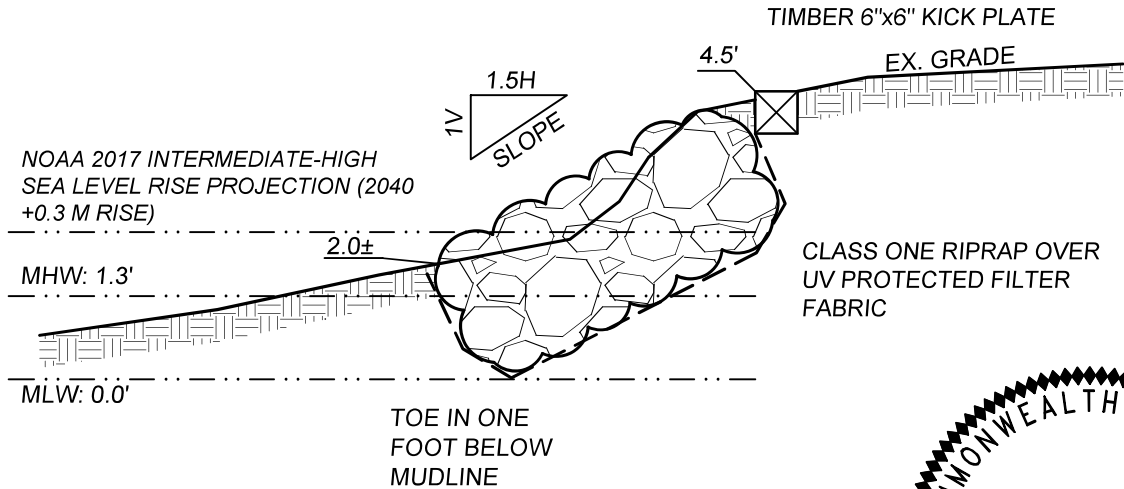 TIMBER 6"x6" KICK PLATE
4.5'
EX. GRADE
1.5H
1V
SLOPE
NOAA 2017 INTERMEDIATE-HIGH
SEA LEVEL RISE PROJECTION (2040
+0.3 M RISE)
2.0±
MHW: 1.3'
CLASS ONE RIPRAP OVER
UV PROTECTED FILTER
FABRIC
MLW: 0.0'
TOE IN ONE
FOOT BELOW
MUDLINE
MONWEALTH